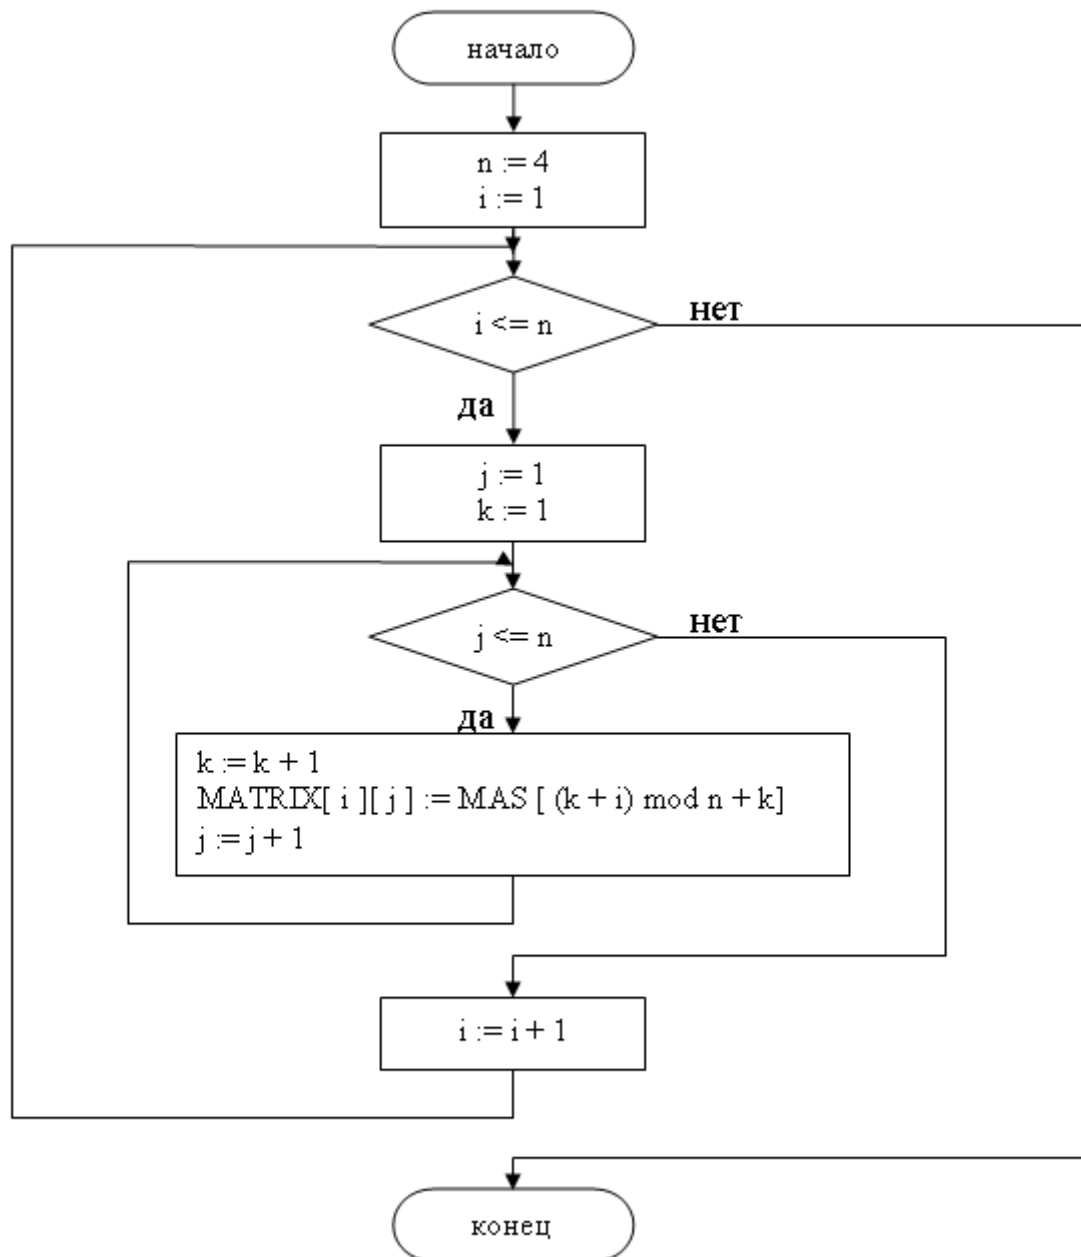 начало
n := 4
i := 1
i <= n
нет
да
j := 1
k := 1
j <= n
нет
да
k := k + 1
MATRIX[ i ][ j ] := MAS [ (k + i) mod n + k]
j := j + 1
i := i + 1
конец